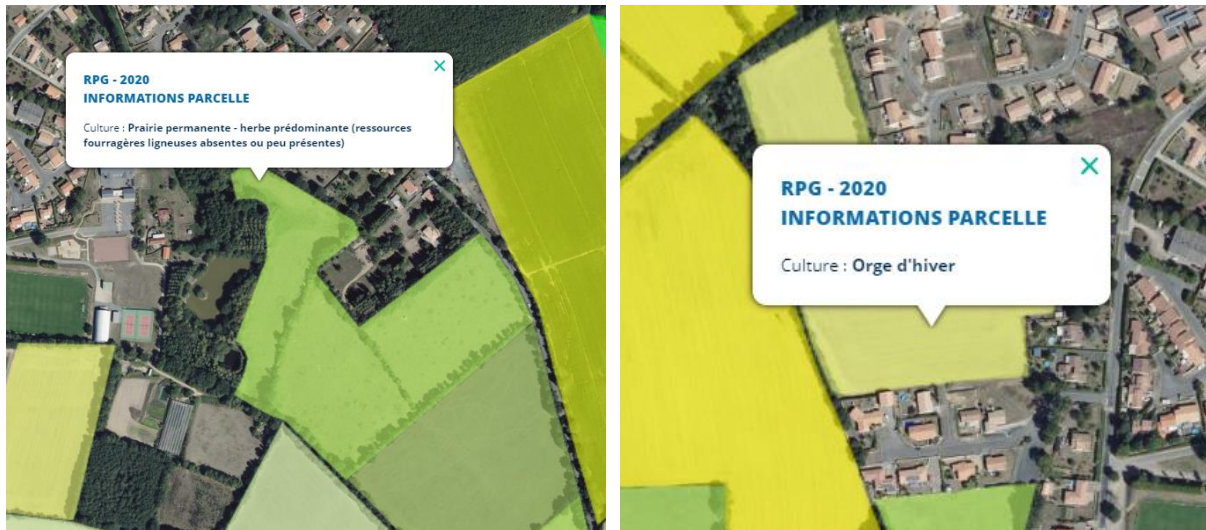 RPG - 2020
INFORMATIONS PARCELLE
Culture : Prairie permanente - herbe prédominante (ressources
fourragères ligneuses absentes ou peu présentes)
RPG - 2020
INFORMATIONS PARCELLE
Culture : Orge d'hiver